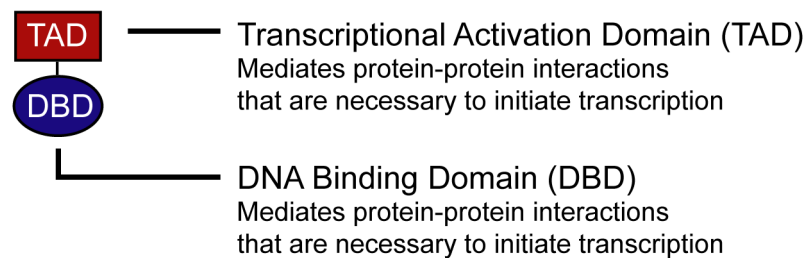 TAD
Transcriptional Activation Domain (TAD)
Mediates protein-protein interactions
that are necessary to initiate transcription
DBD
DNA Binding Domain (DBD)
Mediates protein-protein interactions
that are necessary to initiate transcription